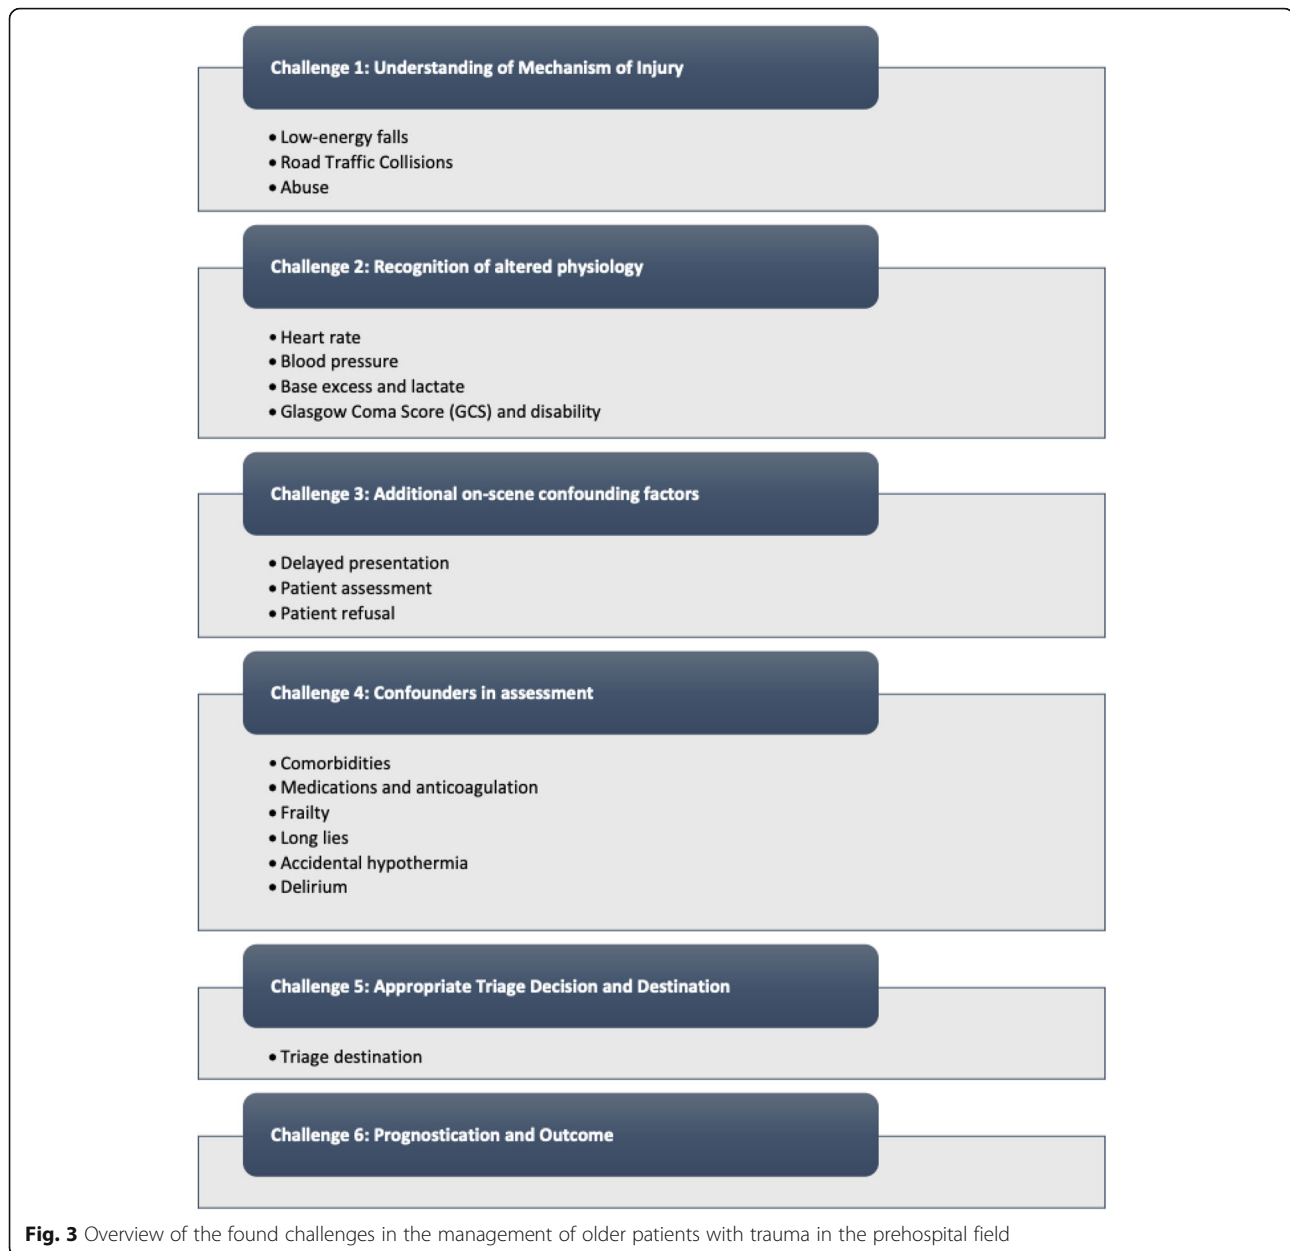 Challenge 1: Understanding of Mechanism of Injury
• Low-energy falls
• Road Traffic Collisions
• Abuse
Challenge 2: Recognition of altered physiology
• Heart rate
• Blood pressure
• Base excess and lactate
• Glasgow Coma Score (GCS) and disability
Challenge 3: Additional on-scene confounding factors
• Delayed presentation
• Patient assessment
• Patient refusal
Challenge 4: Confounders in assessment
• Comorbidities
• Medications and anticoagulation
• Frailty
• Long lies
• Accidental hypothermia
• Delirium
Challenge 5: Appropriate Triage Decision and Destination
• Triage destination
Challenge 6: Prognostication and Outcome
Fig. 3 Overview of the found challenges in the management of older patients with trauma in the prehospital field